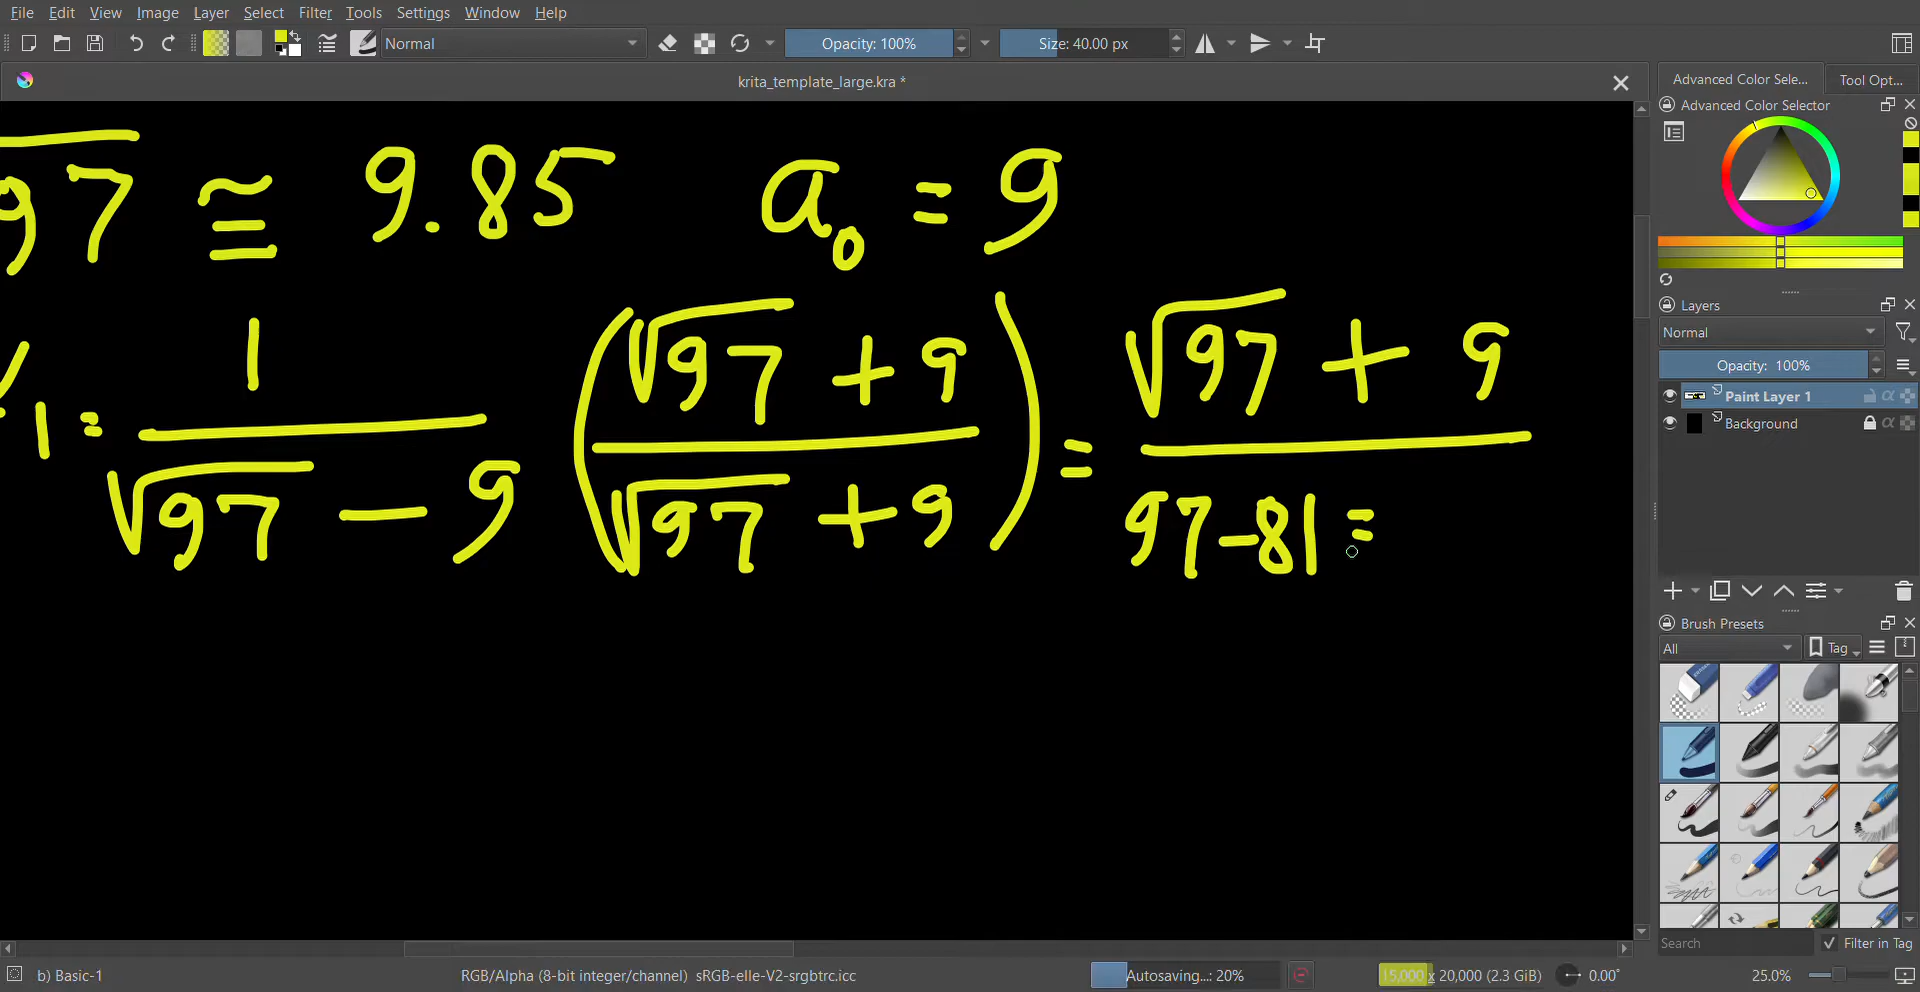 File Edit View Image Layer Select Filter Tools Settings Window Help
Normal Opacity: 100% Size: 40.00 px
krita_template_large.kra *
Advanced Color Sele... Tool Opt...
Advanced Color Selector
√97 ≅ 9.85 a₀ = 9
1 = 1 / (√97 - 9) ( (√97 + 9) / (√97 + 9) ) = (√97 + 9) / (97-81 =
Layers
Normal
Opacity: 100%
Paint Layer 1
Background
Brush Presets
All Tag
Search Filter in Tag
b) Basic-1 RGB/Alpha (8-bit integer/channel) sRGB-elle-V2-srgbtrc.icc Autosaving...: 20% 15,000 x 20,000 (2.3 GiB) 0.00° 25.0%